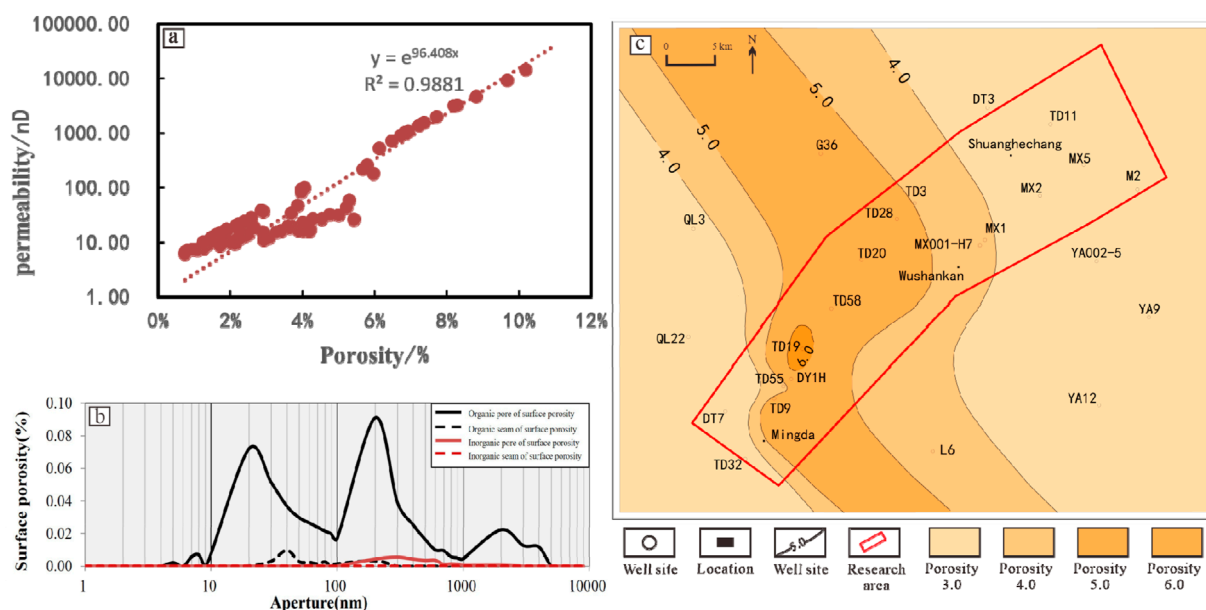 a
100000.00
10000.00
1000.00
100.00
10.00
1.00
permeability/nD
y = e^96.408x
R² = 0.9881
0%
2%
4%
6%
8%
10%
12%
Porosity/%
b
0.10
0.08
0.06
0.04
0.02
0.00
Surface porosity(%)
Organic pore of surface porosity
Organic seam of surface porosity
Inorganic pore of surface porosity
Inorganic seam of surface porosity
1
10
100
1000
10000
Aperture(nm)
c
0
5 km
N
4.0
5.0
5.0
4.0
DT3
TD11
Shuanghechang
G36
MX5
M2
TD3
MX2
QL3
TD28
MX1
MX001-H7
TD20
YA002-5
Wushankan
TD58
YA9
QL22
TD19
6.0
TD55
DY1H
YA12
DT7
TD9
Mingda
L6
TD32
5.0
Well site
Location
Well site
Research area
Porosity 3.0
Porosity 4.0
Porosity 5.0
Porosity 6.0